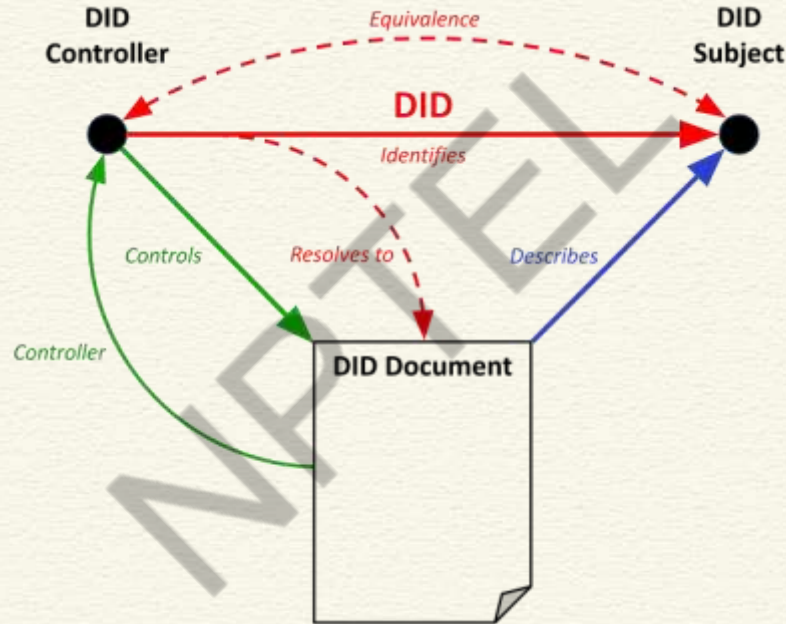 DID
Controller
Equivalence
DID
Subject
DID
Identifies
Controls
Resolves to
Describes
Controller
DID Document
NPTEL